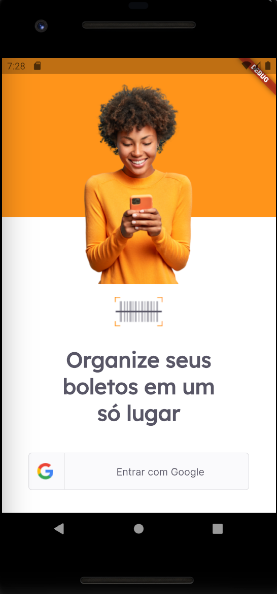 7:28
DEBUG
Organize seus
boletos em um
só lugar
Entrar com Google